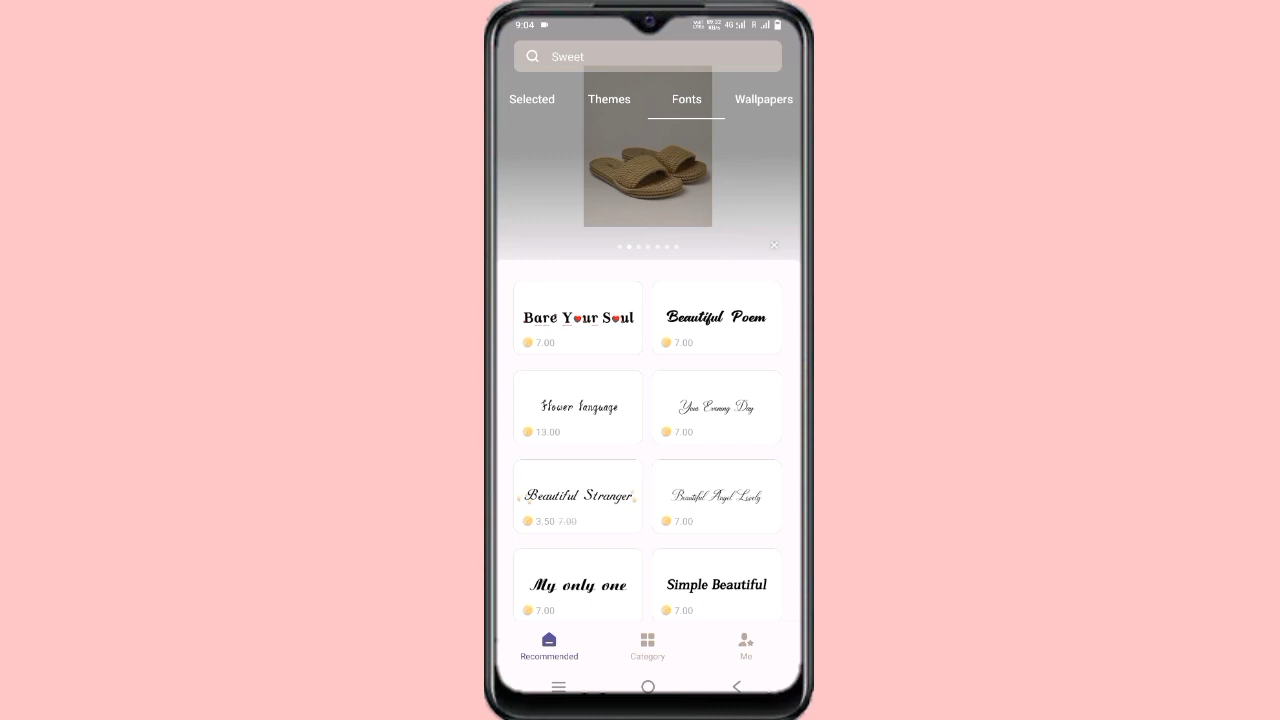 9:04 4G R
Sweet
Selected Themes Fonts Wallpapers
Bare Your Soul Beautiful Poem
7.00 7.00
Flower language Your Evening Day
13.00 7.00
Beautiful Stranger Beautiful Angel Lovely
3.50 7.00 7.00
My only one Simple Beautiful
7.00 7.00
Recommended Category Me